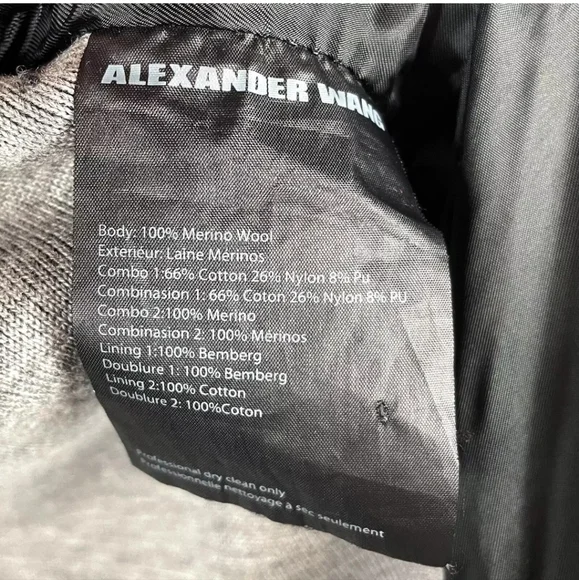 ALEXANDER WANG
Body: 100% Merino Wool
Exterieur: Laine Mérinos
Combo 1:66% Cotton 26% Nylon 8% PU
Combinasion 1: 66% Coton 26% Nylon 8% PU
Combo 2:100% Merino
Combinasion 2: 100% Mérinos
Lining 1:100% Bemberg
Doublure 1: 100% Bemberg
Lining 2:100% Cotton
Doublure 2: 100%Coton
Professional dry clean only
Professionnelle nettoyage à sec seulement